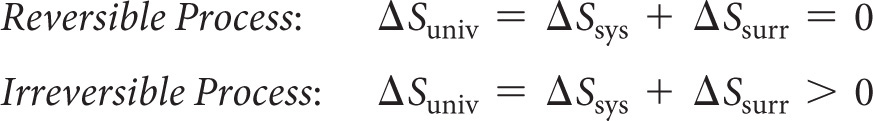 Reversible Process: ΔS_univ = ΔS_sys + ΔS_surr = 0
Irreversible Process: ΔS_univ = ΔS_sys + ΔS_surr > 0